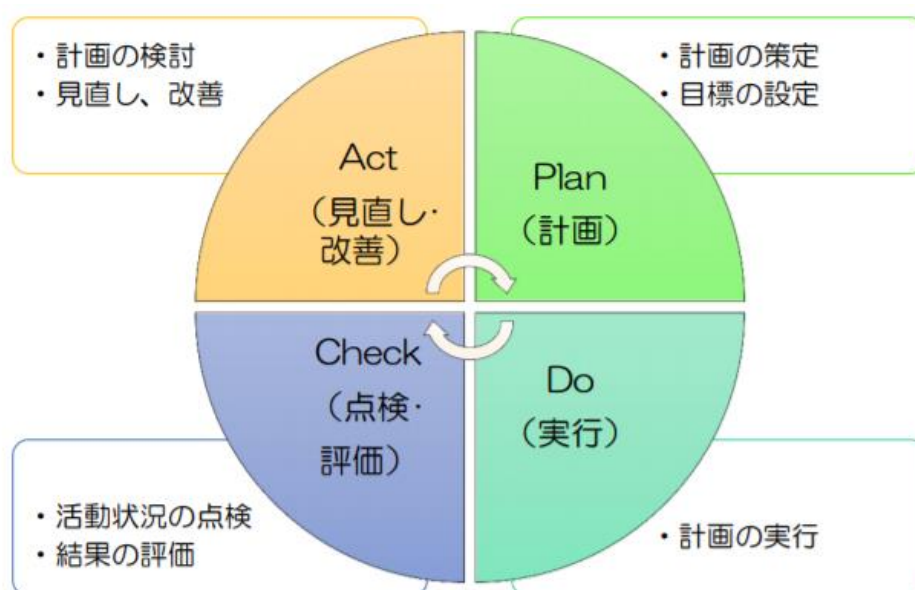 ・計画の検討
・見直し、改善
Act
（見直し・
改善）
・計画の策定
・目標の設定
Plan
（計画）
Check
（点検・
評価）
・活動状況の点検
・結果の評価
Do
（実行）
・計画の実行